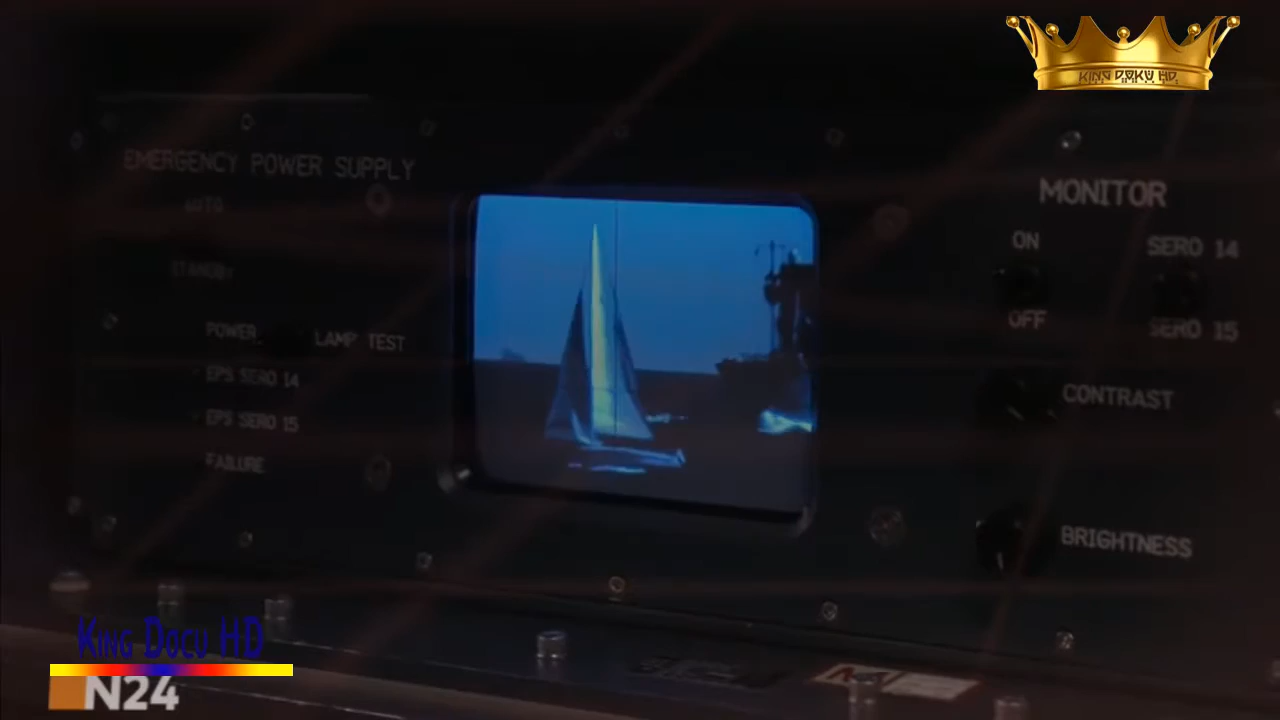 KING DOKU HD
EMERGENCY POWER SUPPLY
AUTO
STANDBY
POWER
LAMP TEST
EPS SERO 14
EPS SERO 15
FAILURE
MONITOR
ON
SERO 14
OFF
SERO 15
CONTRAST
BRIGHTNESS
King Docu HD
N24